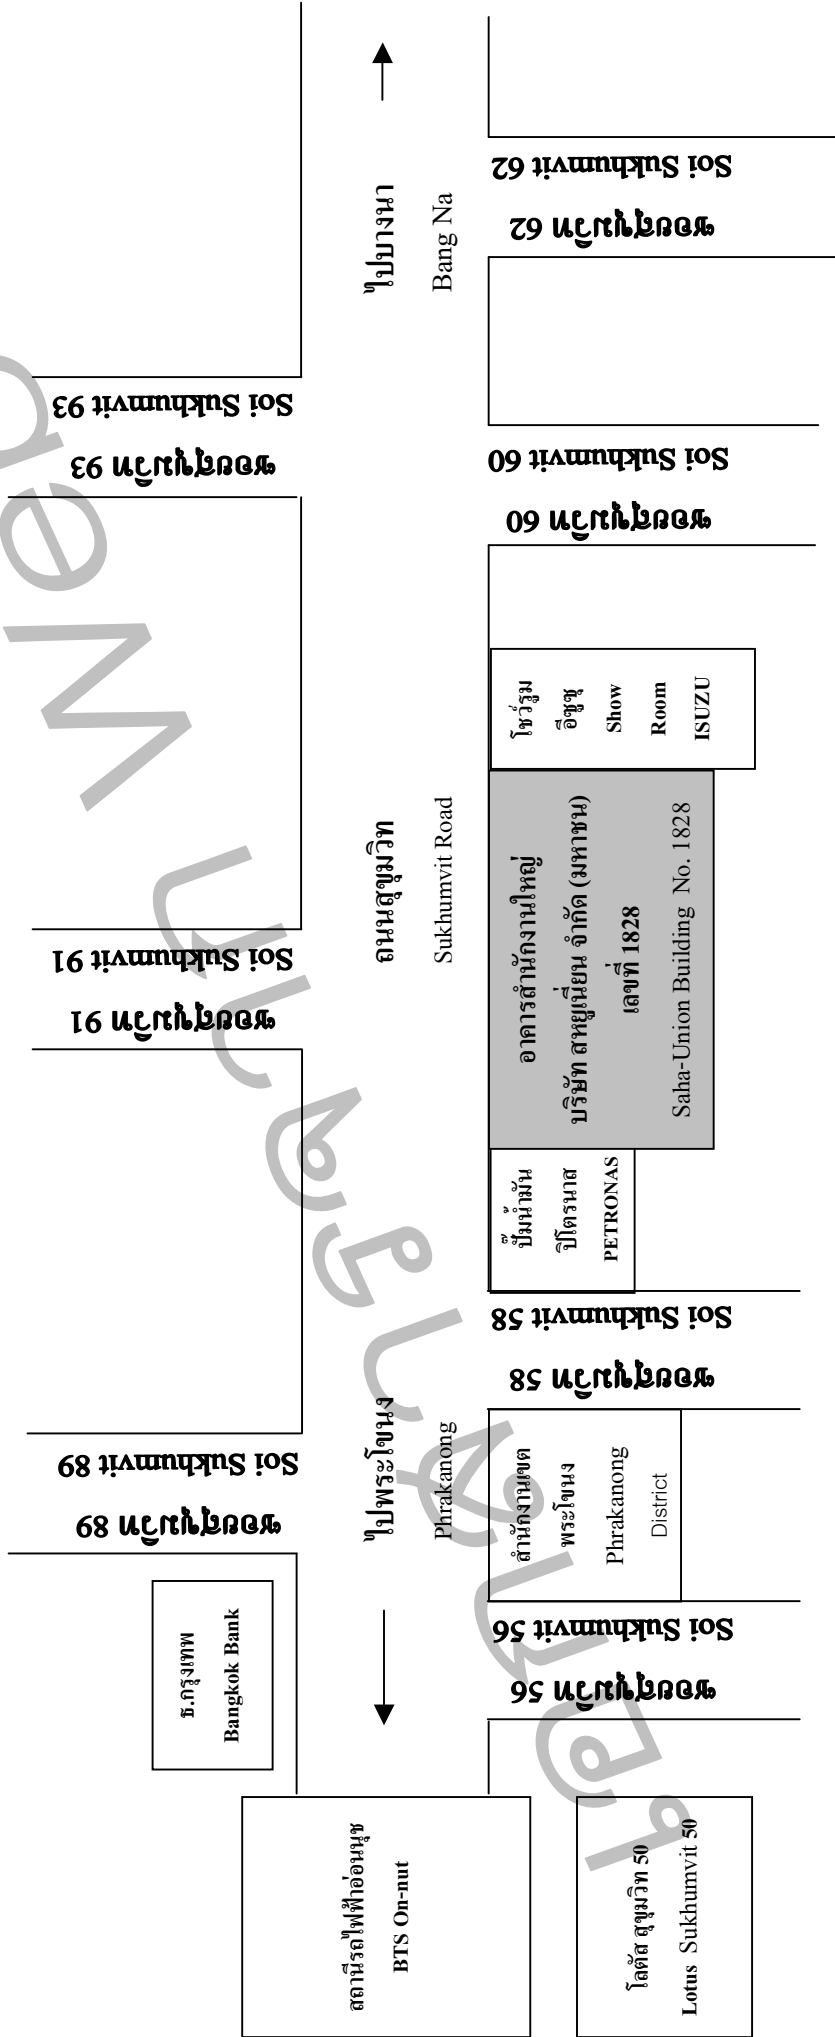 Soi Sukhumvit 62
ซอยสุขุมวิท 62
ไปบางนา
Bang Na
Soi Sukhumvit 93
ซอยสุขุมวิท 93
Soi Sukhumvit 60
ซอยสุขุมวิท 60
โชว์รูม
อีซูซุ
Show
Room
ISUZU
ถนนสุขุมวิท
Sukhumvit Road
อาคารสำนักงานใหญ่
บริษัท สหยูเนี่ยน จำกัด (มหาชน)
เลขที่ 1828
Saha-Union Building No. 1828
Soi Sukhumvit 91
ซอยสุขุมวิท 91
ปั๊มน้ำมัน
ปิโตรนาส
PETRONAS
Soi Sukhumvit 58
ซอยสุขุมวิท 58
ไปพระโขนง
Phrakanong
Soi Sukhumvit 89
ซอยสุขุมวิท 89
สำนักงานเขต
พระโขนง
Phrakanong
District
Soi Sukhumvit 56
ซอยสุขุมวิท 56
ธ.กรุงเทพ
Bangkok Bank
สถานีรถไฟฟ้าอ่อนนุช
BTS On-nut
โลตัส สุขุมวิท 50
Lotus Sukhumvit 50